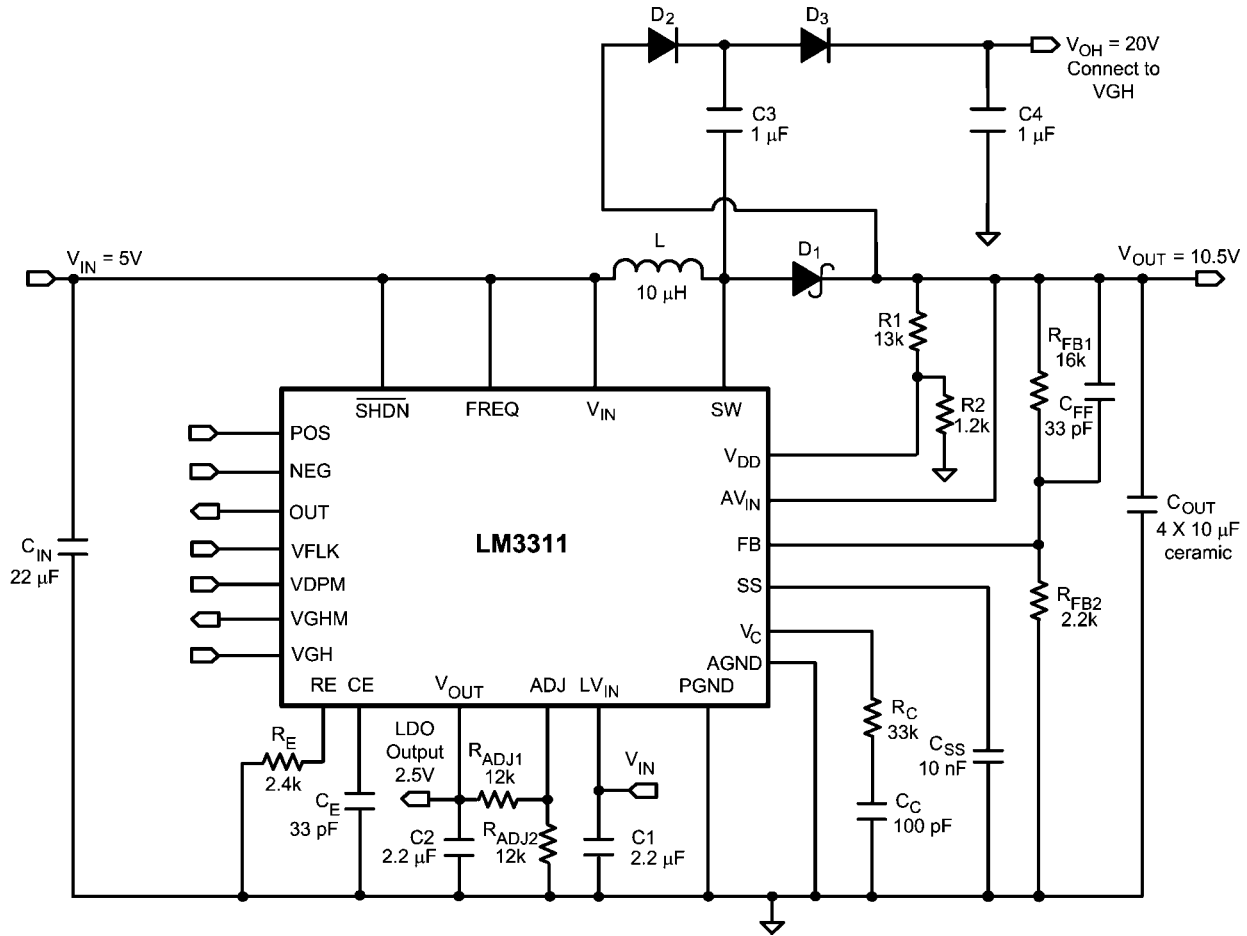 D2
D3
VOH = 20V
Connect to
VGH
C3
1 µF
C4
1 µF
VIN = 5V
L
10 µH
D1
VOUT = 10.5V
R1
13k
R2
1.2k
RFB1
16k
CFF
33 pF
SHDN
FREQ
VIN
SW
POS
NEG
OUT
VFLK
VDPM
VGHM
VGH
LM3311
VDD
AVIN
FB
SS
VC
AGND
PGND
CIN
22 µF
COUT
4 X 10 µF
ceramic
RFB2
2.2k
RE
CE
VOUT
ADJ
LVIN
RE
2.4k
CE
33 pF
LDO
Output
2.5V
RADJ1
12k
C2
2.2 µF
RADJ2
12k
VIN
C1
2.2 µF
RC
33k
CC
100 pF
CSS
10 nF